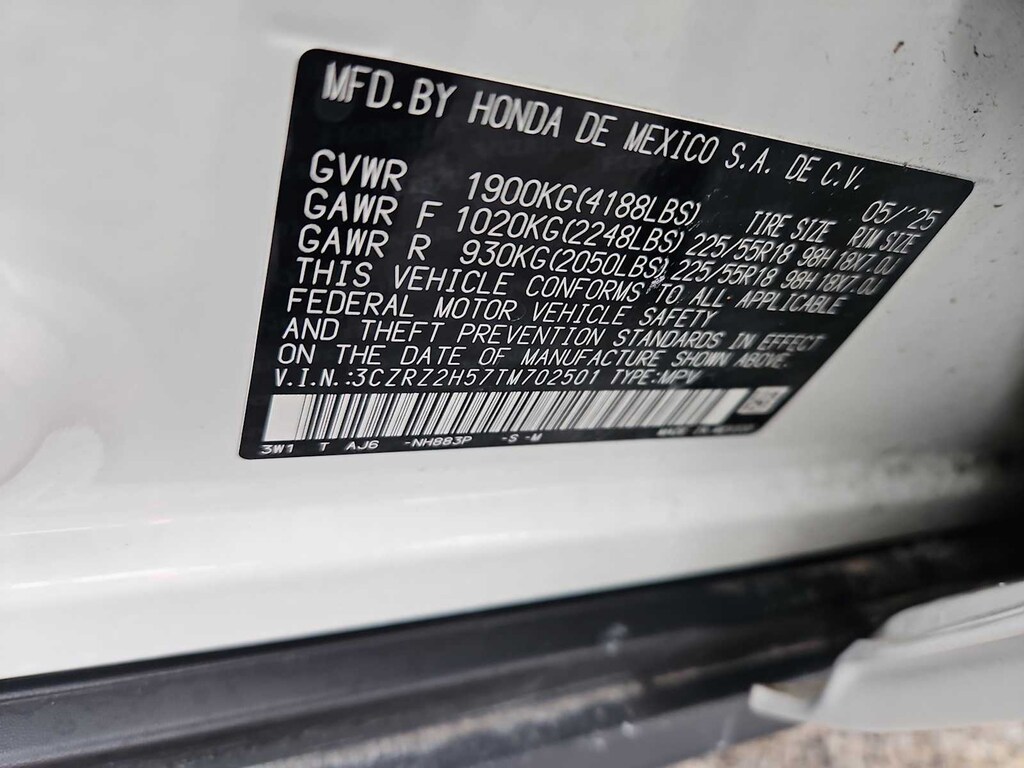 MFD.BY HONDA DE MEXICO S.A. DE C.V.
05/'25
GVWR 1900KG(4188LBS) TIRE SIZE RIM SIZE
GAWR F 1020KG(2248LBS) 225/55R18 98H 18X7.0J
GAWR R 930KG(2050LBS) 225/55R18 98H 18X7.0J
THIS VEHICLE CONFORMS TO ALL APPLICABLE
FEDERAL MOTOR VEHICLE SAFETY
AND THEFT PREVENTION STANDARDS IN EFFECT
ON THE DATE OF MANUFACTURE SHOWN ABOVE.
V.I.N.:3CZRZ2H57TM702501 TYPE:MPV
3W1 T AJ6 -NH883P -S -M